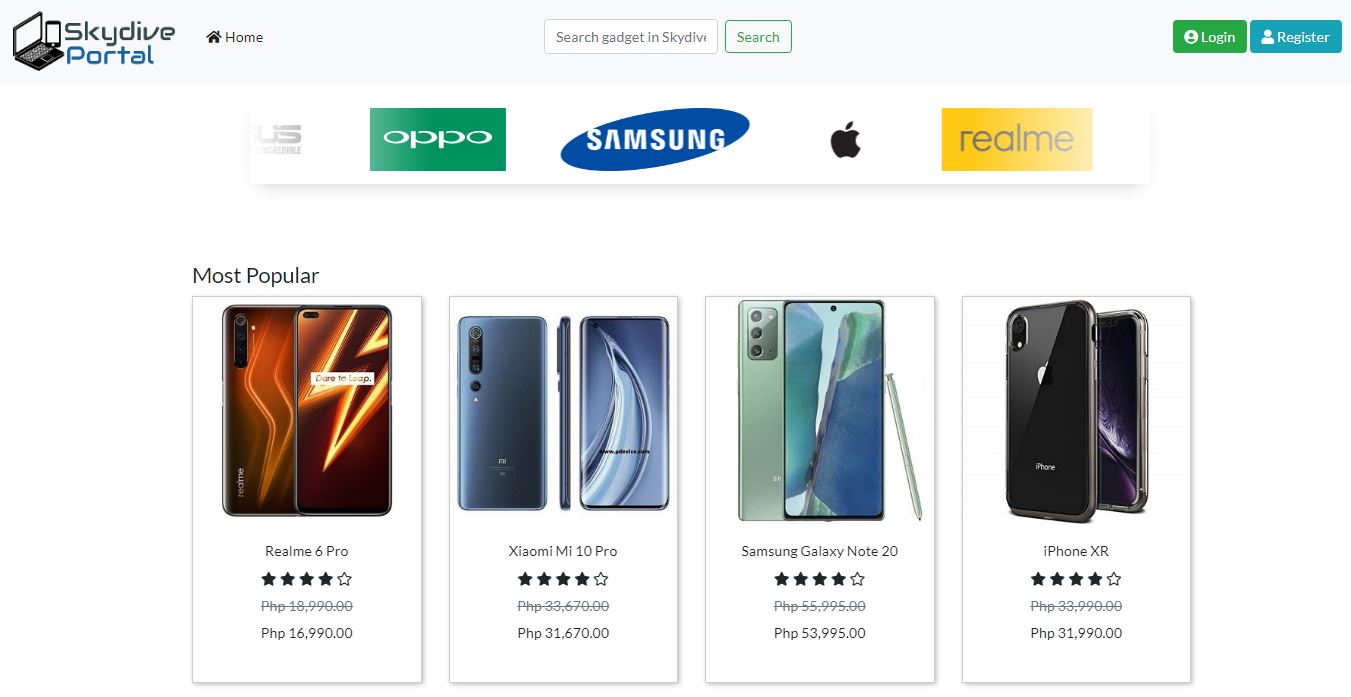 Skydive
Portal
Home
Search gadget in Skydive
Search
Login
Register
US
OF INCREDIBLE
oppo
SAMSUNG
realme
Most Popular
Dare to Leap.
realme
Realme 6 Pro
Php 18,990.00
Php 16,990.00
MI
www.pdevice.com
Xiaomi Mi 10 Pro
Php 33,670.00
Php 31,670.00
Samsung Galaxy Note 20
Php 55,995.00
Php 53,995.00
iPhone
iPhone XR
Php 33,990.00
Php 31,990.00